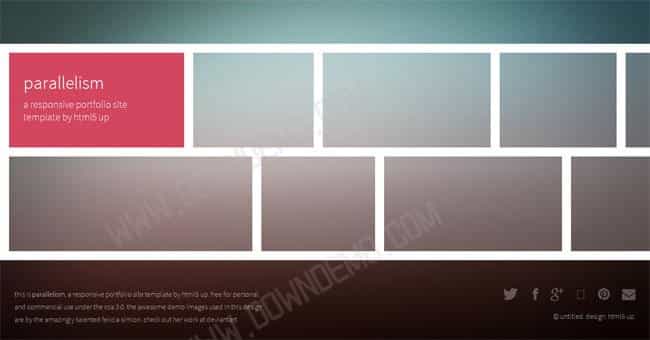 parallelism
a responsive portfolio site
template by html5 up
this is parallelism, a responsive portfolio site template by html5 up. free for personal
and commercial use under the cca 3.0. the awesome demo images used in this design
are by the amazingly talented felicia simion. check out her work at deviantart
© untitled. design: html5 up.
WWW.DOWNDEMO.COM
WWW.DOWNDEMO.COM